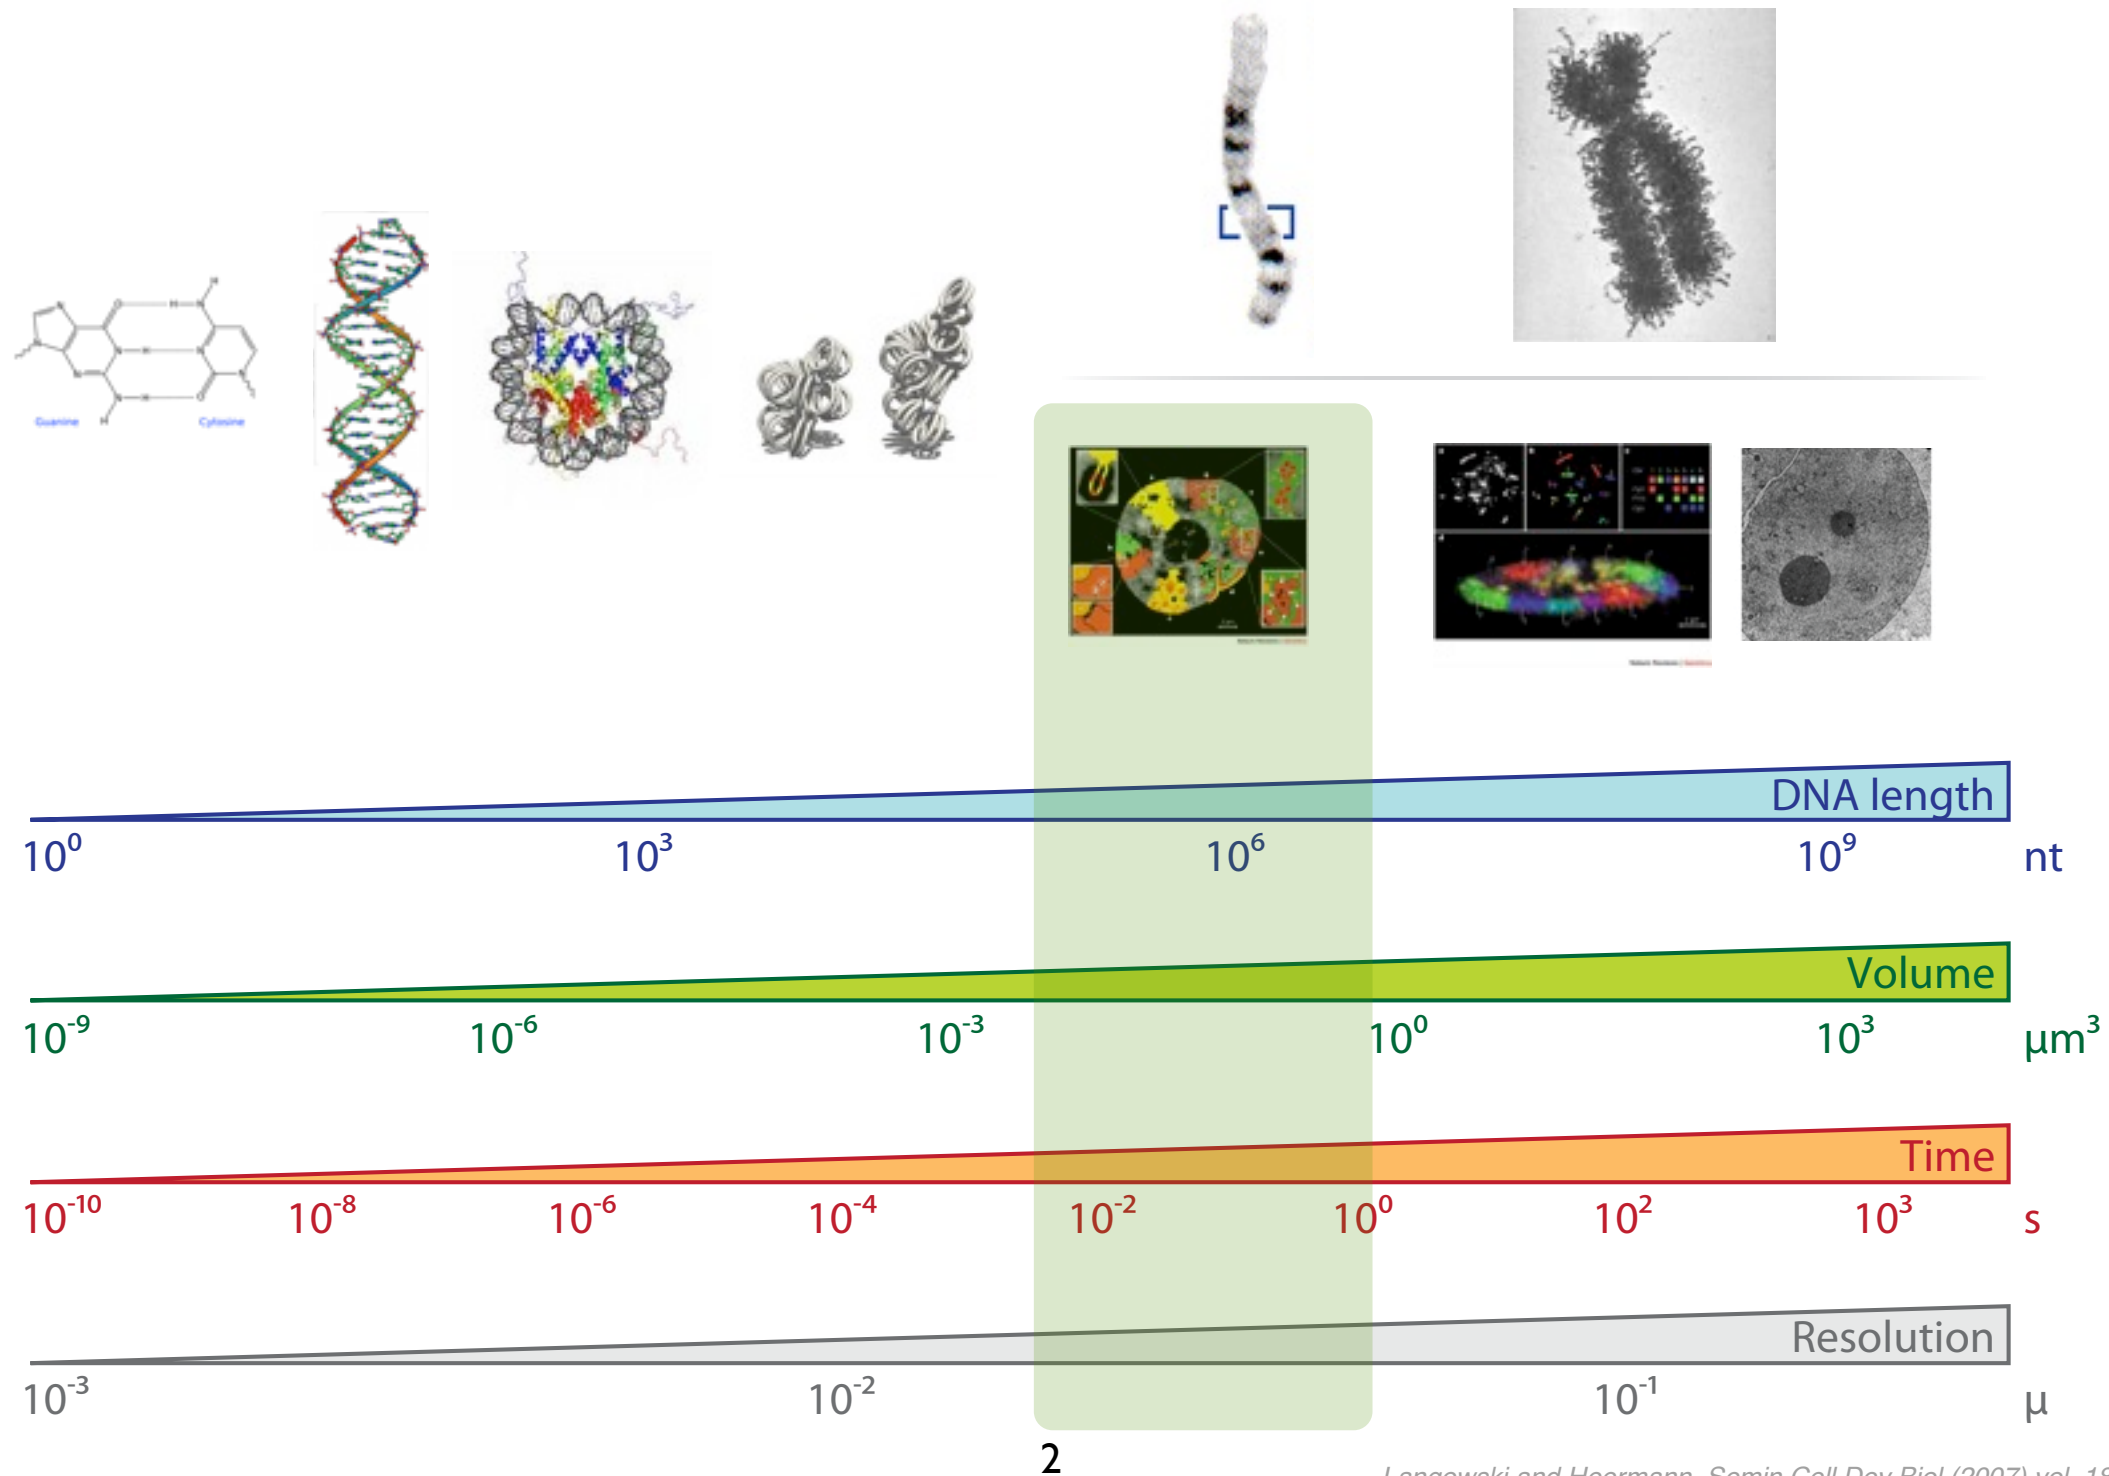 Guanine
Cytosine
DNA length
10⁰ 10³ 10⁶ 10⁹ nt
Volume
10⁻⁹ 10⁻⁶ 10⁻³ 10⁰ 10³ μm³
Time
10⁻¹⁰ 10⁻⁸ 10⁻⁶ 10⁻⁴ 10⁻² 10⁰ 10² 10³ s
Resolution
10⁻³ 10⁻² 10⁻¹ μ
2
Langowski and Heermann. Semin Cell Dev Biol (2007) vol. 18